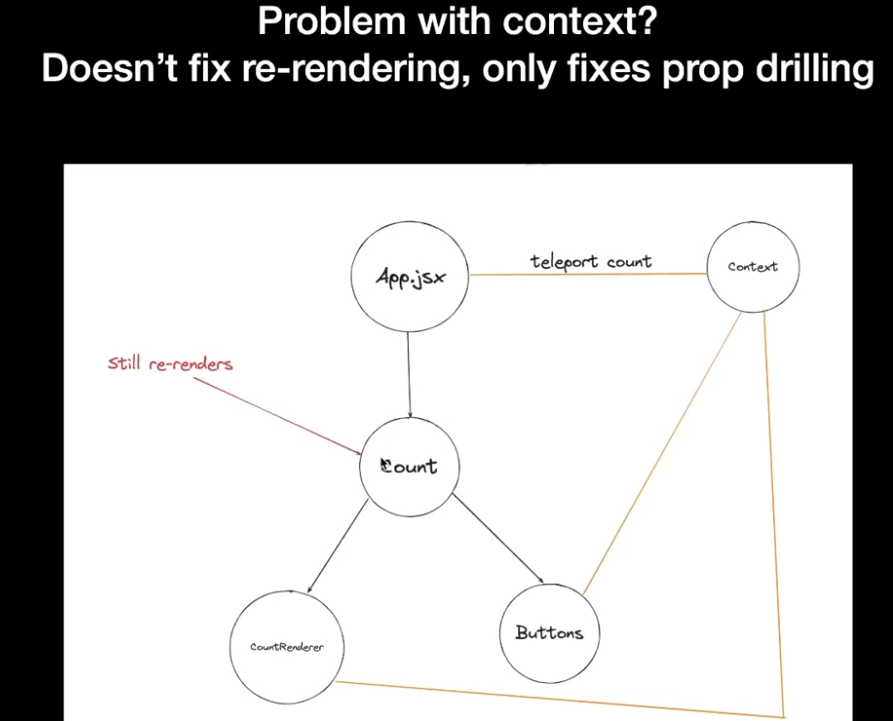 Problem with context?
Doesn't fix re-rendering, only fixes prop drilling
teleport count
App.jsx
Context
Still re-renders
Count
Buttons
CountRenderer